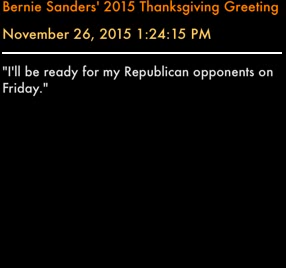 Bernie Sanders' 2015 Thanksgiving Greeting
November 26, 2015 1:24:15 PM
"I'll be ready for my Republican opponents on
Friday."